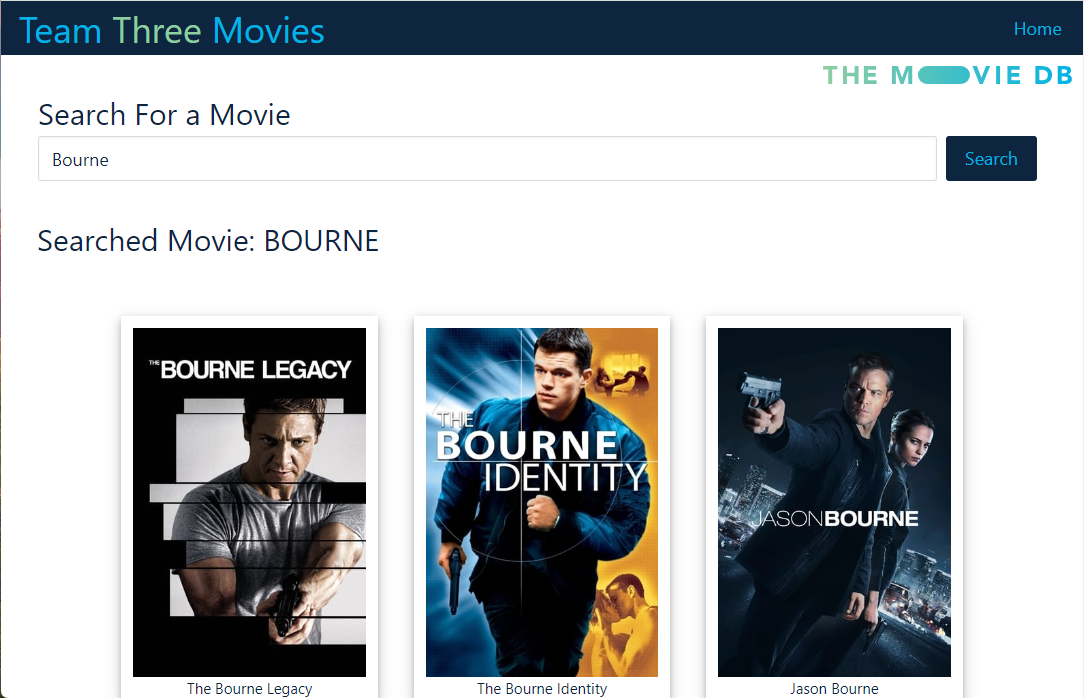 Team Three Movies
Home
THE MOVIE DB
Search For a Movie
Bourne
Search
Searched Movie: BOURNE
THE BOURNE LEGACY
THE
BOURNE
IDENTITY
JASON BOURNE
The Bourne Legacy
The Bourne Identity
Jason Bourne